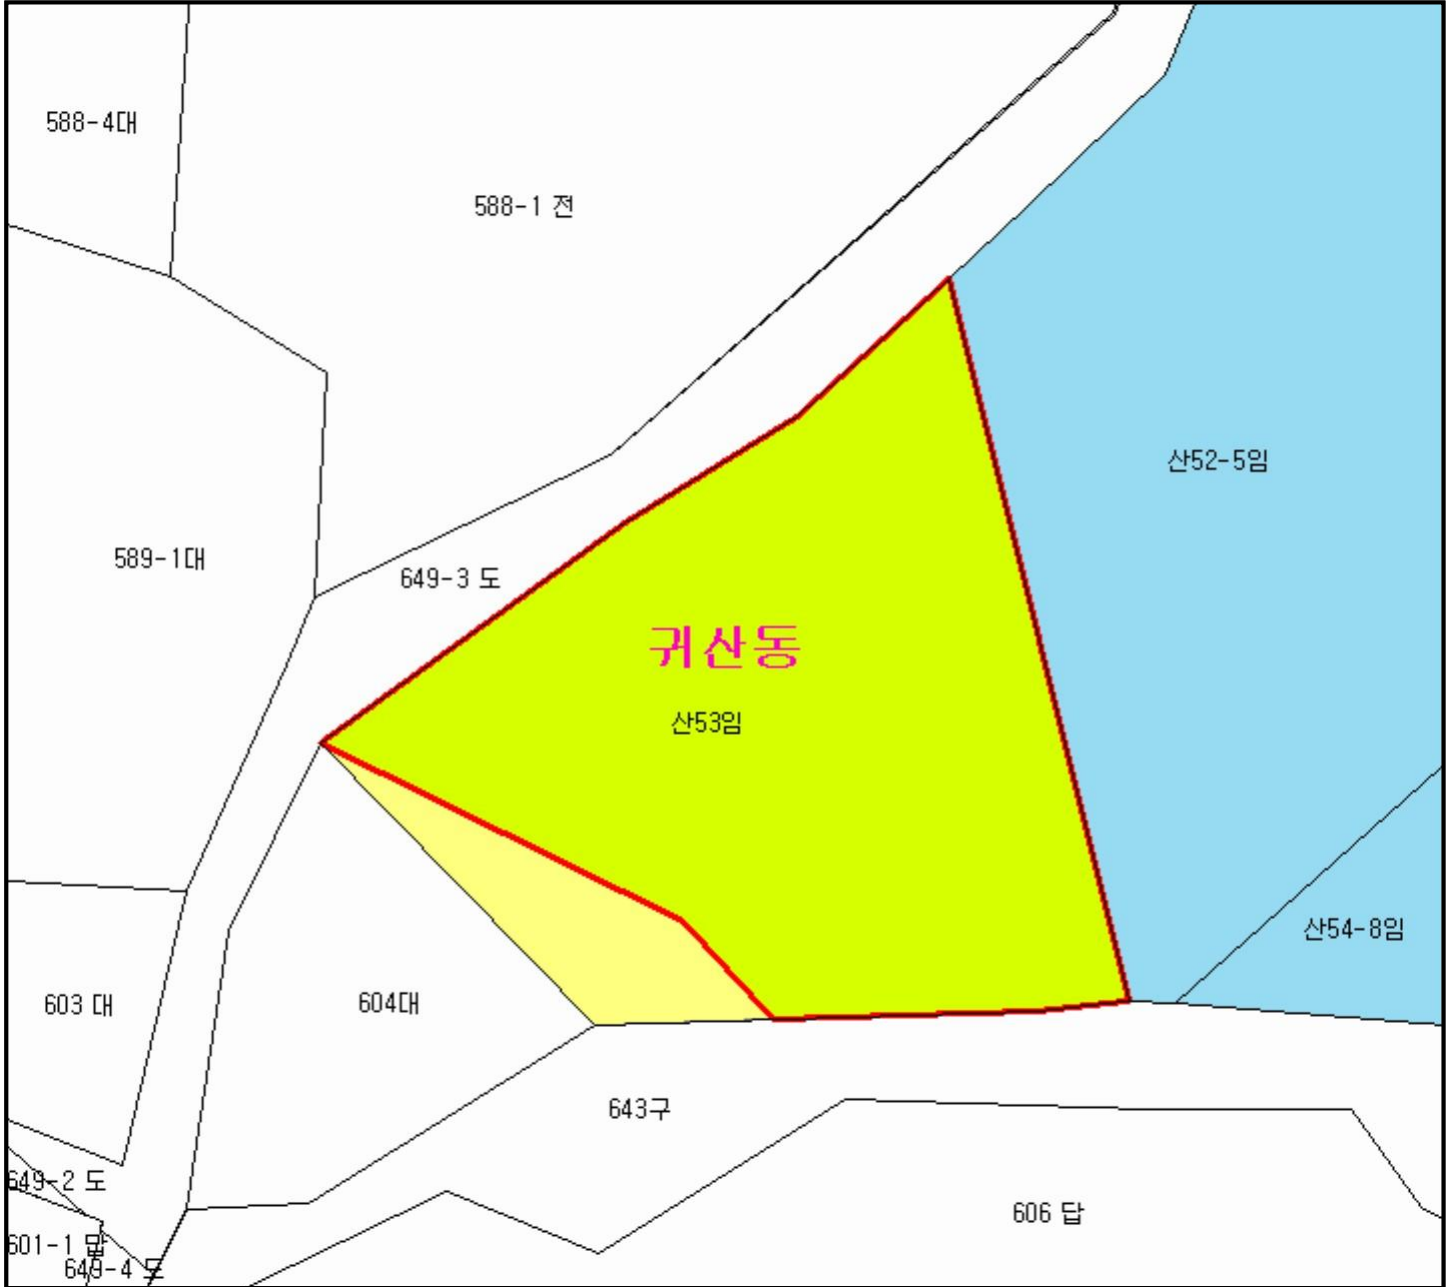 588-4대
588-1 전
산52-5임
589-1대
649-3 도
귀산동
산53임
산54-8임
603 대
604대
643구
649-2 도
606 답
601-1 답
649-4 도